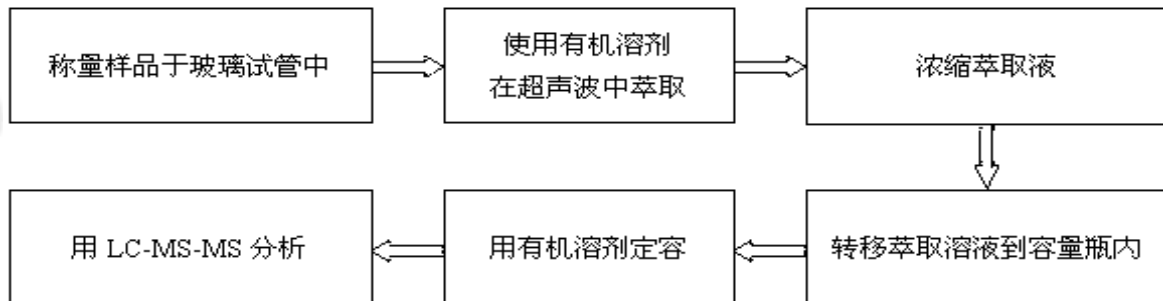 称量样品于玻璃试管中
使用有机溶剂
在超声波中萃取
浓缩萃取液
转移萃取溶液到容量瓶内
用有机溶剂定容
用 LC-MS-MS 分析